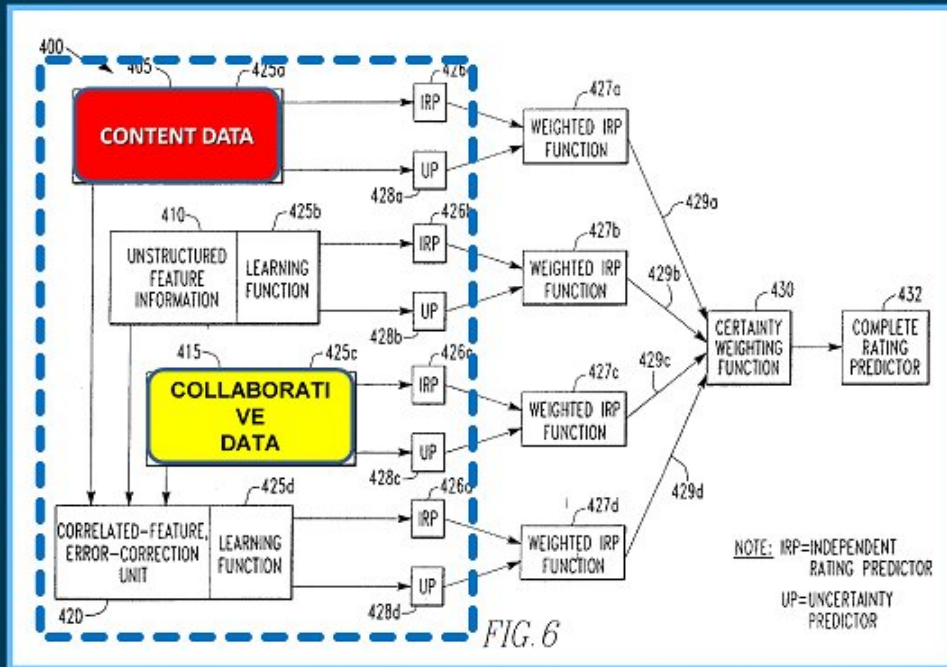 400
405
425a
CONTENT DATA
426
IRP
UP
428a
427a
WEIGHTED IRP
FUNCTION
429a
410
425b
UNSTRUCTURED
FEATURE
INFORMATION
LEARNING
FUNCTION
426b
IRP
UP
428b
427b
WEIGHTED IRP
FUNCTION
429b
415
425c
COLLABORATI
VE
DATA
426c
IRP
UP
428c
427c
WEIGHTED IRP
FUNCTION
429c
430
CERTAINTY
WEIGHTING
FUNCTION
432
COMPLETE
RATING
PREDICTOR
425d
CORRELATED-FEATURE,
ERROR-CORRECTION
UNIT
LEARNING
FUNCTION
420
426d
IRP
UP
428d
427d
WEIGHTED IRP
FUNCTION
429d
NOTE: IRP=INDEPENDENT
RATING PREDICTOR
UP=UNCERTAINTY
PREDICTOR
FIG. 6